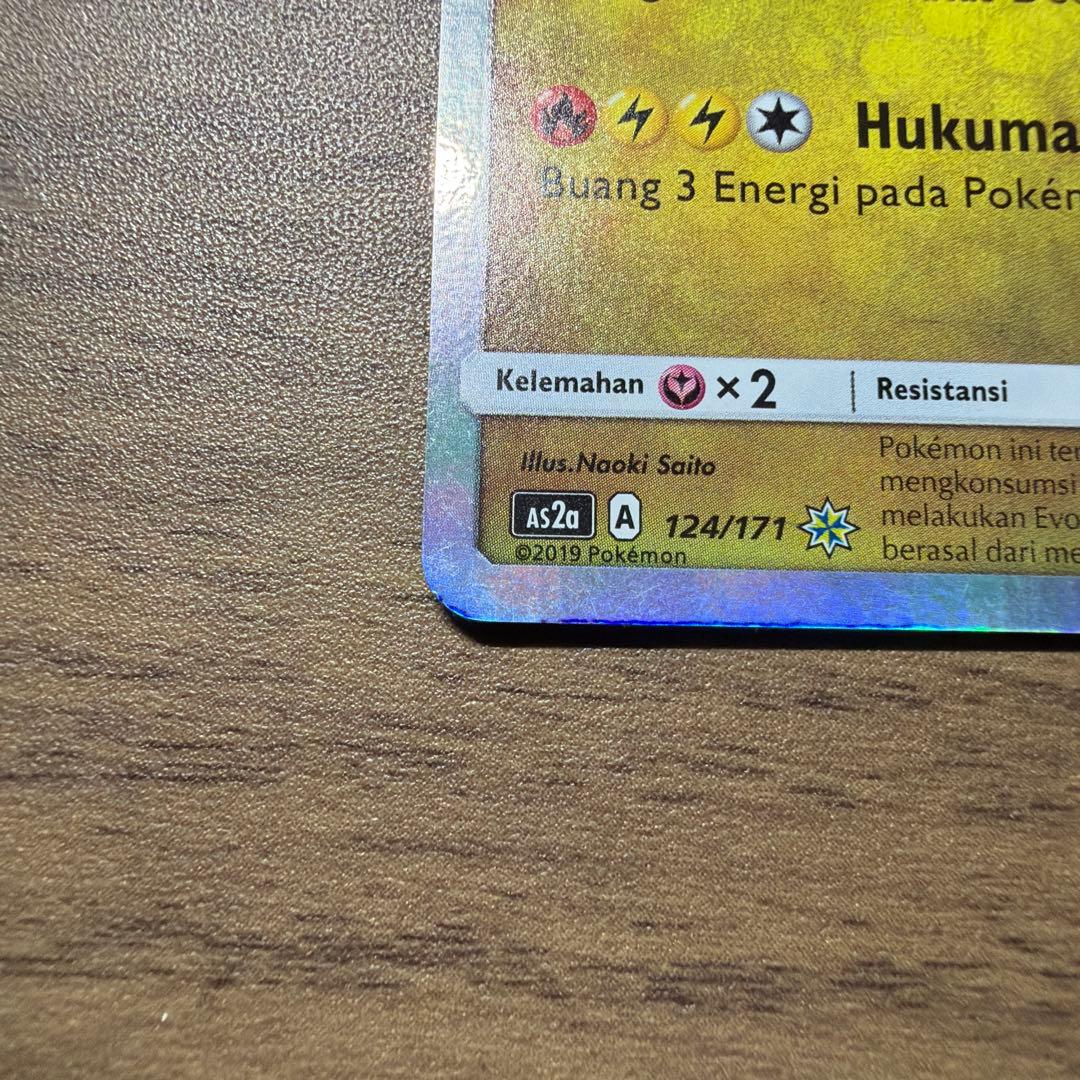 Hukuma
Buang 3 Energi pada Pokém
Kelemahan ×2 Resistansi
Illus. Naoki Saito
AS2a A 124/171
©2019 Pokémon
Pokémon ini ter
mengkonsumsi
melakukan Evo
berasal dari me